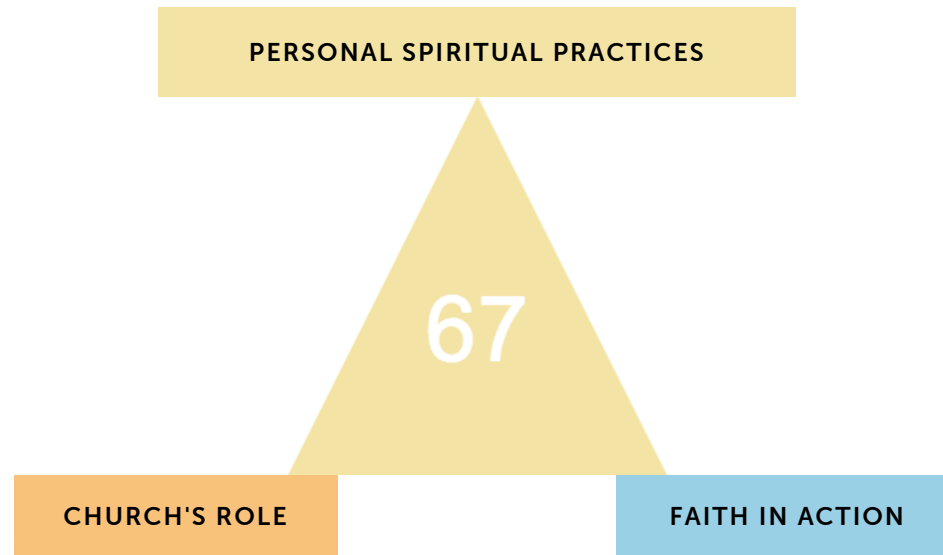 PERSONAL SPIRITUAL PRACTICES
67
CHURCH'S ROLE
FAITH IN ACTION